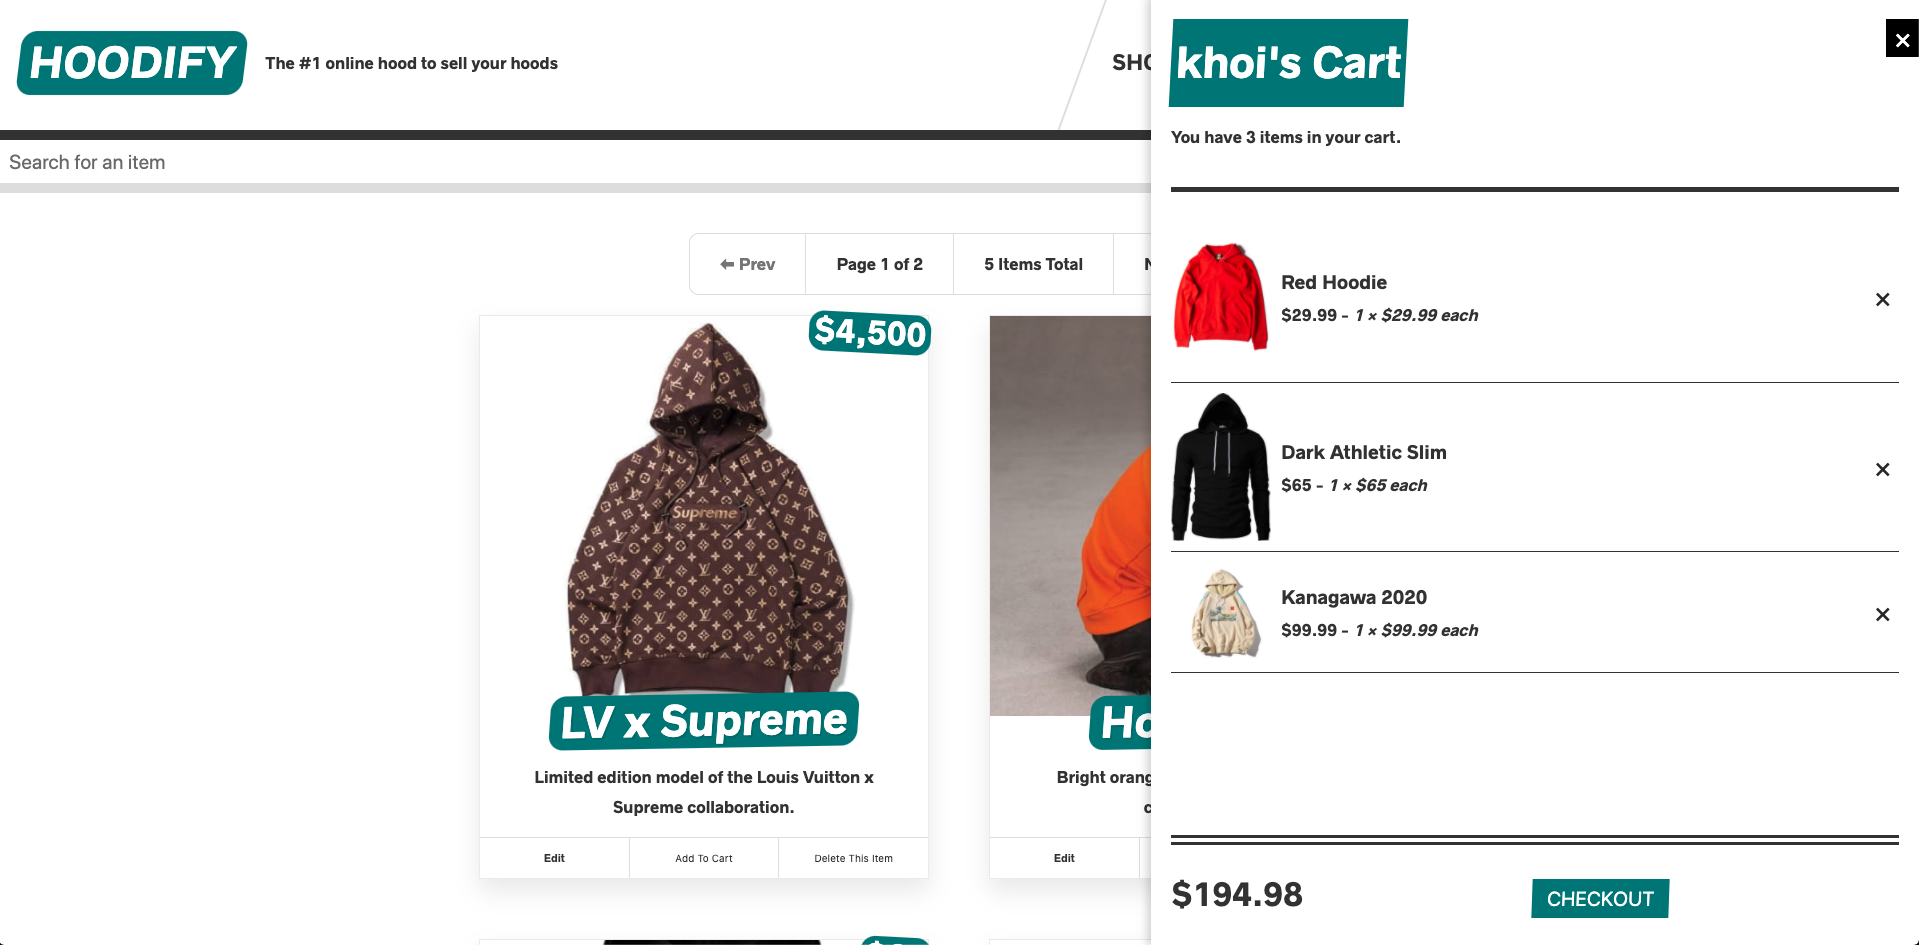 HOODIFY
The #1 online hood to sell your hoods
Search for an item
Prev
Page 1 of 2
5 Items Total
$4,500
Supreme
LV x Supreme
Limited edition model of the Louis Vuitton x
Supreme collaboration.
Edit
Add To Cart
Delete This Item
Bright
Edit
khoi's Cart
×
You have 3 items in your cart.
Red Hoodie
$29.99 - 1 × $29.99 each
×
Dark Athletic Slim
$65 - 1 × $65 each
×
Kanagawa 2020
$99.99 - 1 × $99.99 each
×
$194.98
CHECKOUT